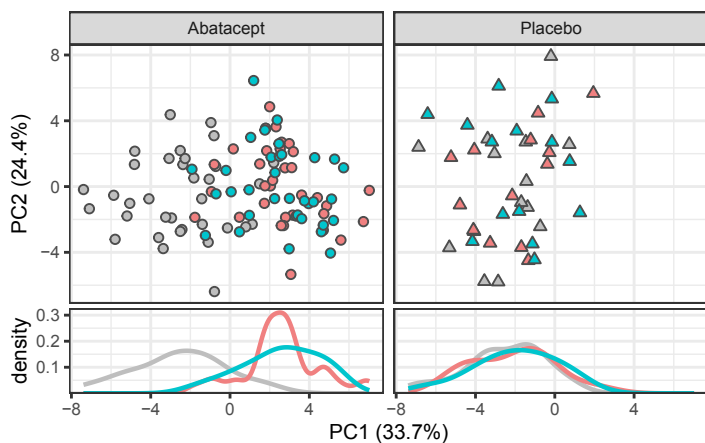 Abatacept Placebo
8
4
0
−4
PC2 (24.4%)
0.3
0.2
0.1
density
−8 −4 0 4 −8 −4 0 4
PC1 (33.7%)